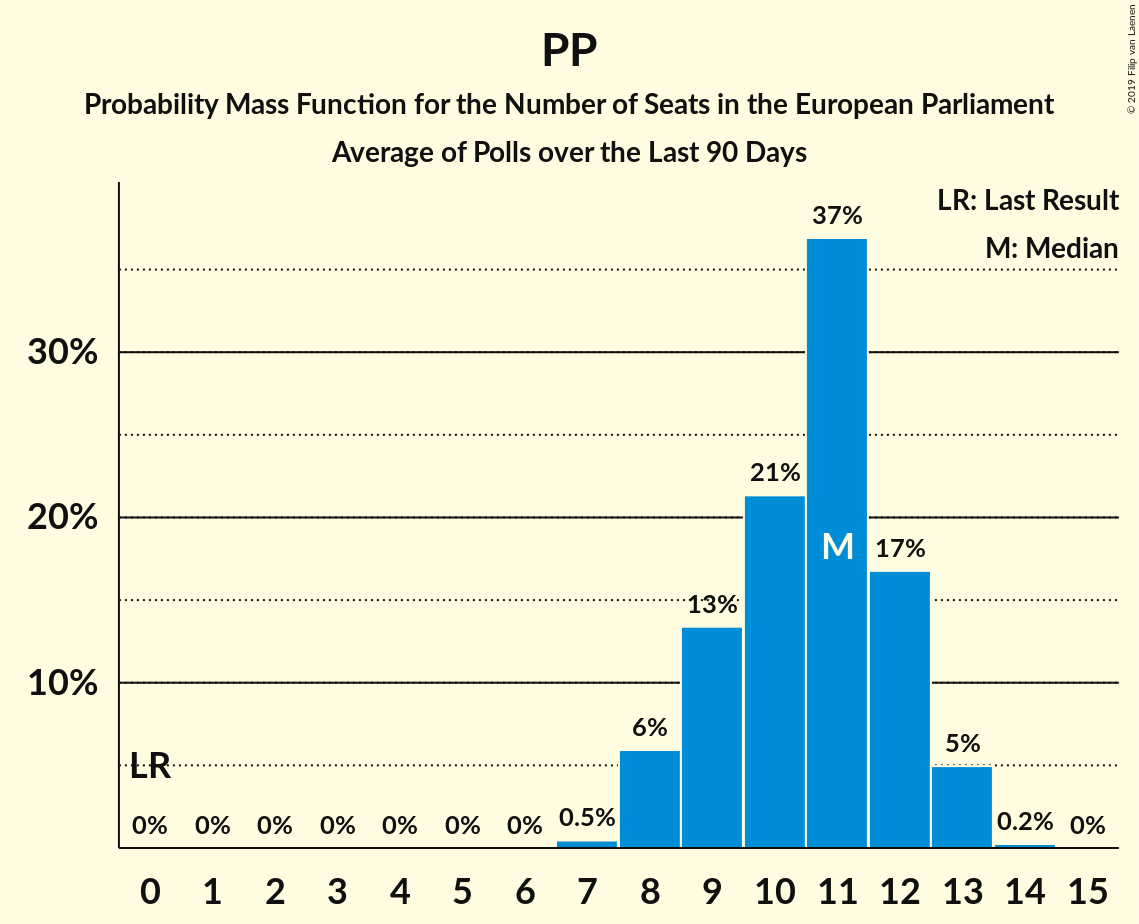 PP
Probability Mass Function for the Number of Seats in the European Parliament
Average of Polls over the Last 90 Days
© 2019 Filip van Laenen
LR: Last Result
M: Median
37%
30%
21%
20%
M
17%
13%
10%
6%
5%
LR
0% 0% 0% 0% 0% 0% 0% 0.5% 0.2% 0%
0 1 2 3 4 5 6 7 8 9 10 11 12 13 14 15